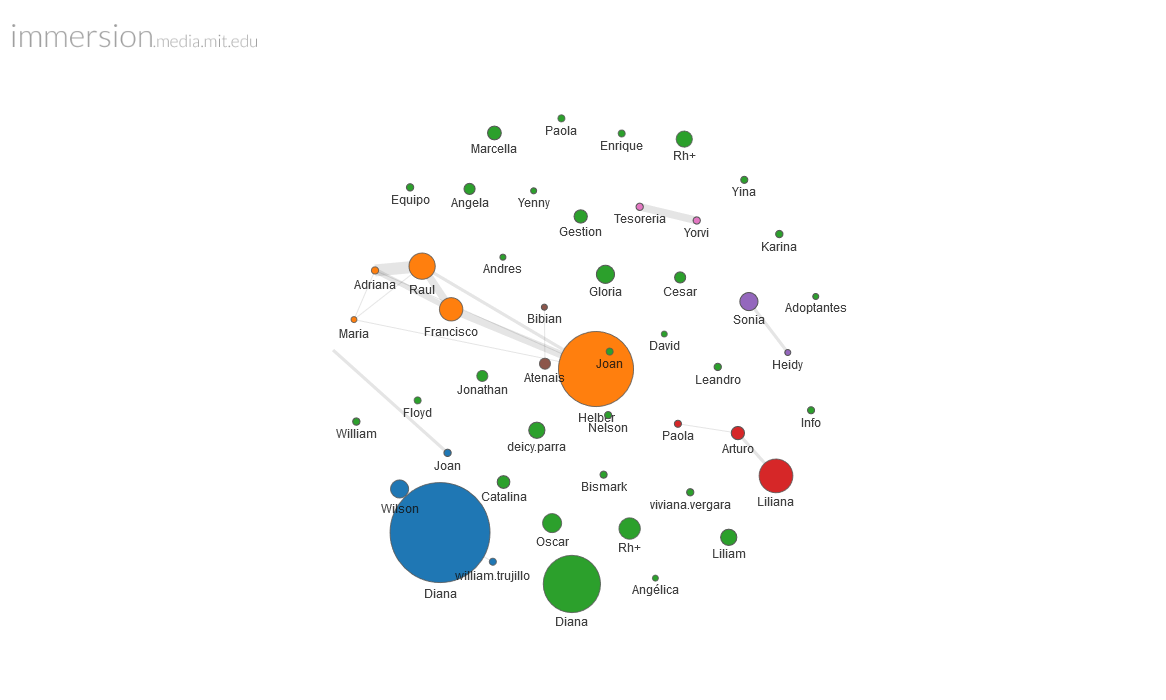 immersion.media.mit.edu
Paola
Marcella
Enrique
Rh+
Yina
Equipo
Angela
Yenny
Tesoreria
Gestion
Yorvi
Karina
Andres
Adriana
Raul
Gloria
Cesar
Adoptantes
Bibian
Sonia
Francisco
Maria
David
Joan
Heidy
Atenais
Leandro
Jonathan
Floyd
Helber
Nelson
Info
William
Paola
deicy.parra
Arturo
Joan
Bismark
Catalina
Liliana
viviana.vergara
Wilson
Oscar
Rh+
Liliam
william.trujillo
Angélica
Diana
Diana